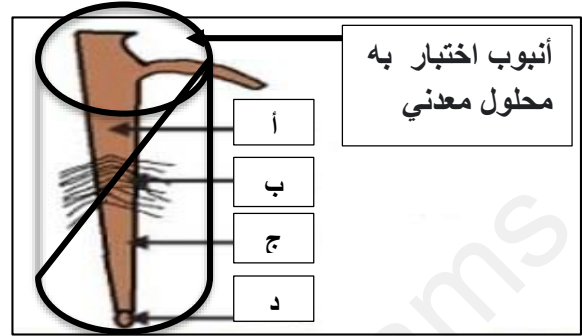 أنبوب اختبار به
محلول معدني
أ
ب
ج
د